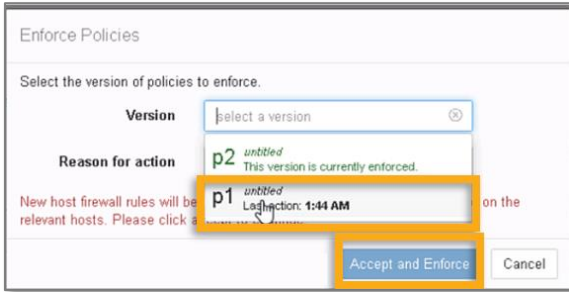 Enforce Policies
Select the version of policies to enforce.
Version
select a version
p2 untitled
This version is currently enforced.
Reason for action
p1 untitled
Last action: 1:44 AM
New host firewall rules will be on the
relevant hosts. Please click
Accept and Enforce
Cancel